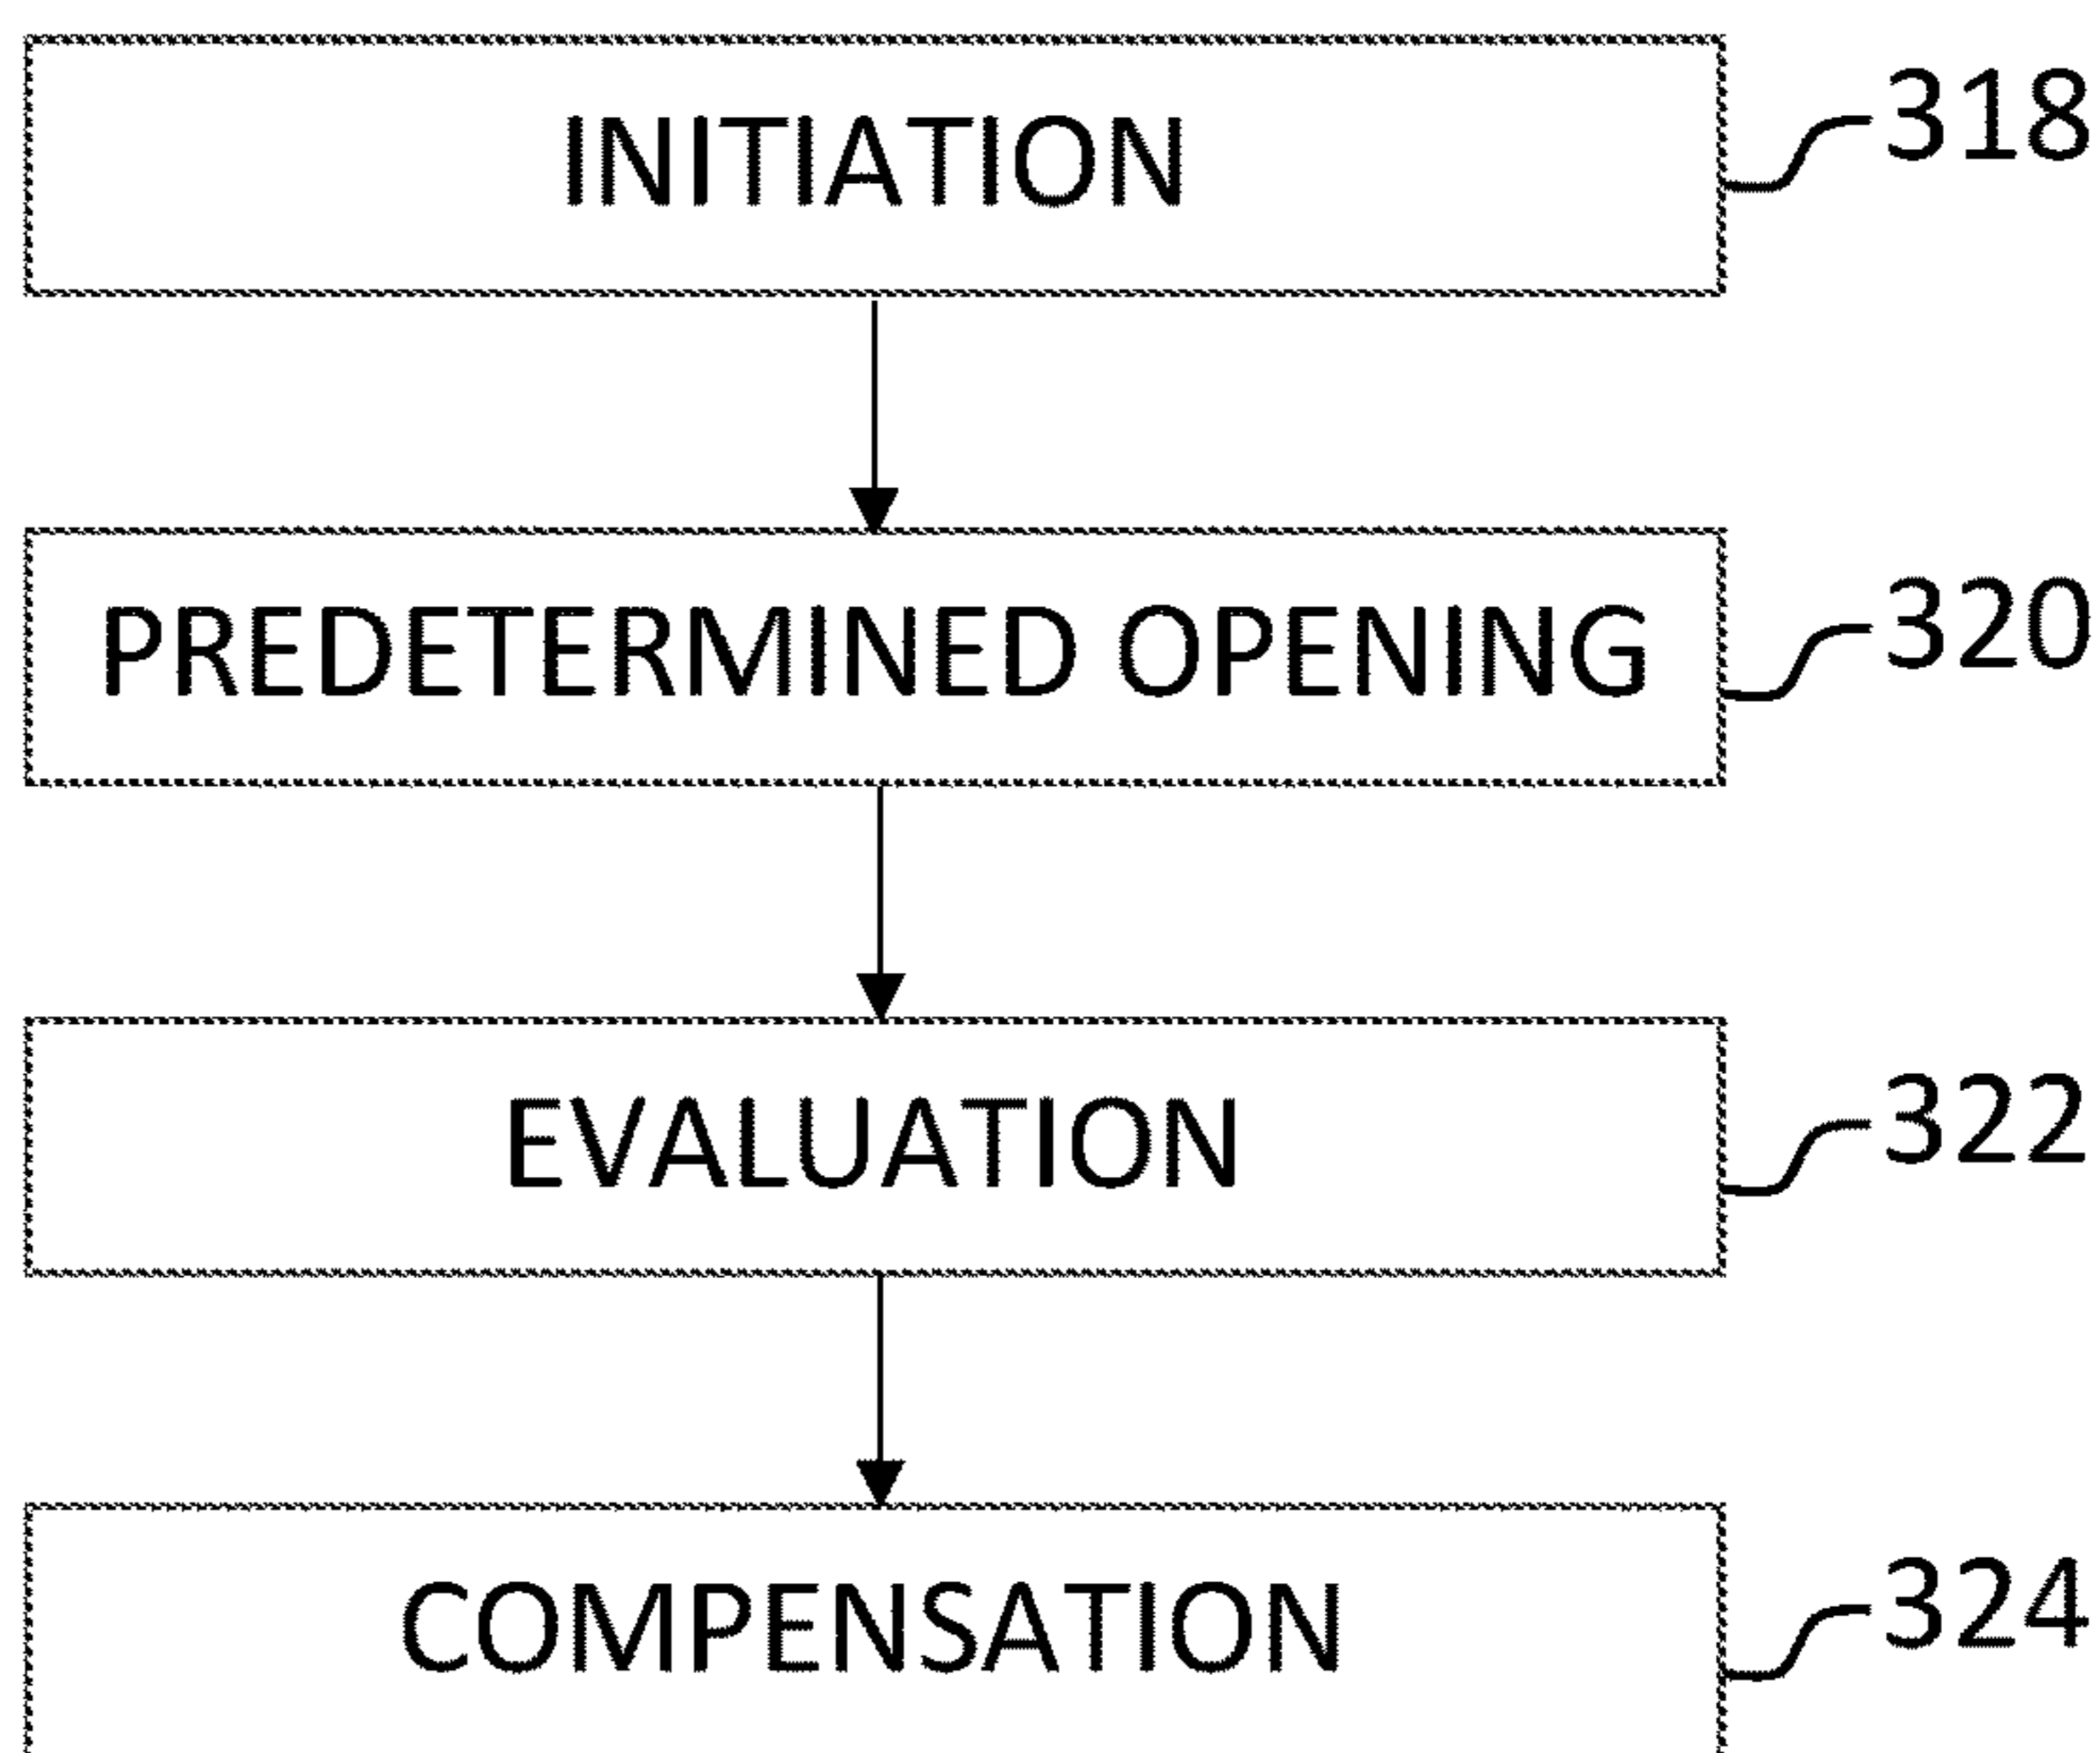 INITIATION 318
PREDETERMINED OPENING 320
EVALUATION 322
COMPENSATION 324